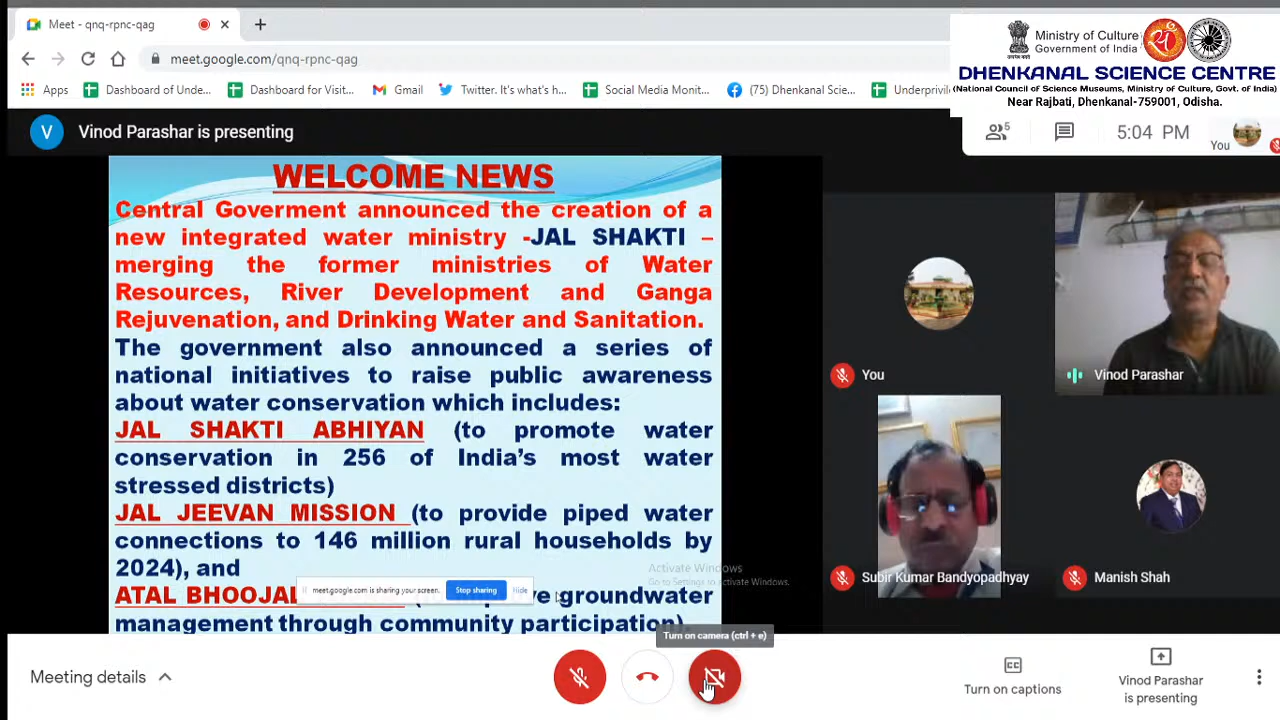 Meet - qnq-rpnc-qag
meet.google.com/qnq-rpnc-qag
Apps Dashboard of Unde... Dashboard for Visit... Gmail Twitter. It's what's h... Social Media Monit... (75) Dhenkanal Scie... Underprivile
Ministry of Culture
Government of India
DHENKANAL SCIENCE CENTRE
(National Council of Science Museums, Ministry of Culture, Govt. of India)
Near Rajbati, Dhenkanal-759001, Odisha.
V Vinod Parashar is presenting
5 5:04 PM
You
WELCOME NEWS
Central Goverment announced the creation of a
new integrated water ministry -JAL SHAKTI –
merging the former ministries of Water
Resources, River Development and Ganga
Rejuvenation, and Drinking Water and Sanitation.
The government also announced a series of
national initiatives to raise public awareness
about water conservation which includes:
JAL SHAKTI ABHIYAN (to promote water
conservation in 256 of India's most water
stressed districts)
JAL JEEVAN MISSION (to provide piped water
connections to 146 million rural households by
2024), and
ATAL BHOOJAL groundwater
management through community participation).
meet.google.com is sharing your screen. Stop sharing Hide
Activate Windows
Go to Settings to activate Windows.
You
Vinod Parashar
Subir Kumar Bandyopadhyay
Manish Shah
Turn on camera (ctrl + e)
Meeting details
Turn on captions
Vinod Parashar
is presenting